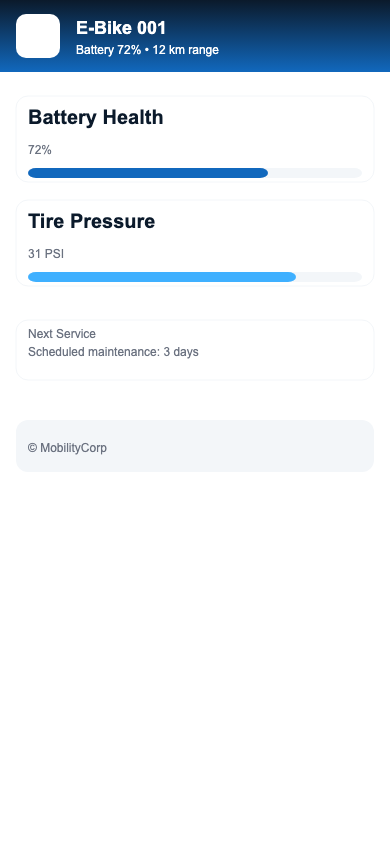 E-Bike 001
Battery 72% • 12 km range
Battery Health
72%
Tire Pressure
31 PSI
Next Service
Scheduled maintenance: 3 days
© MobilityCorp